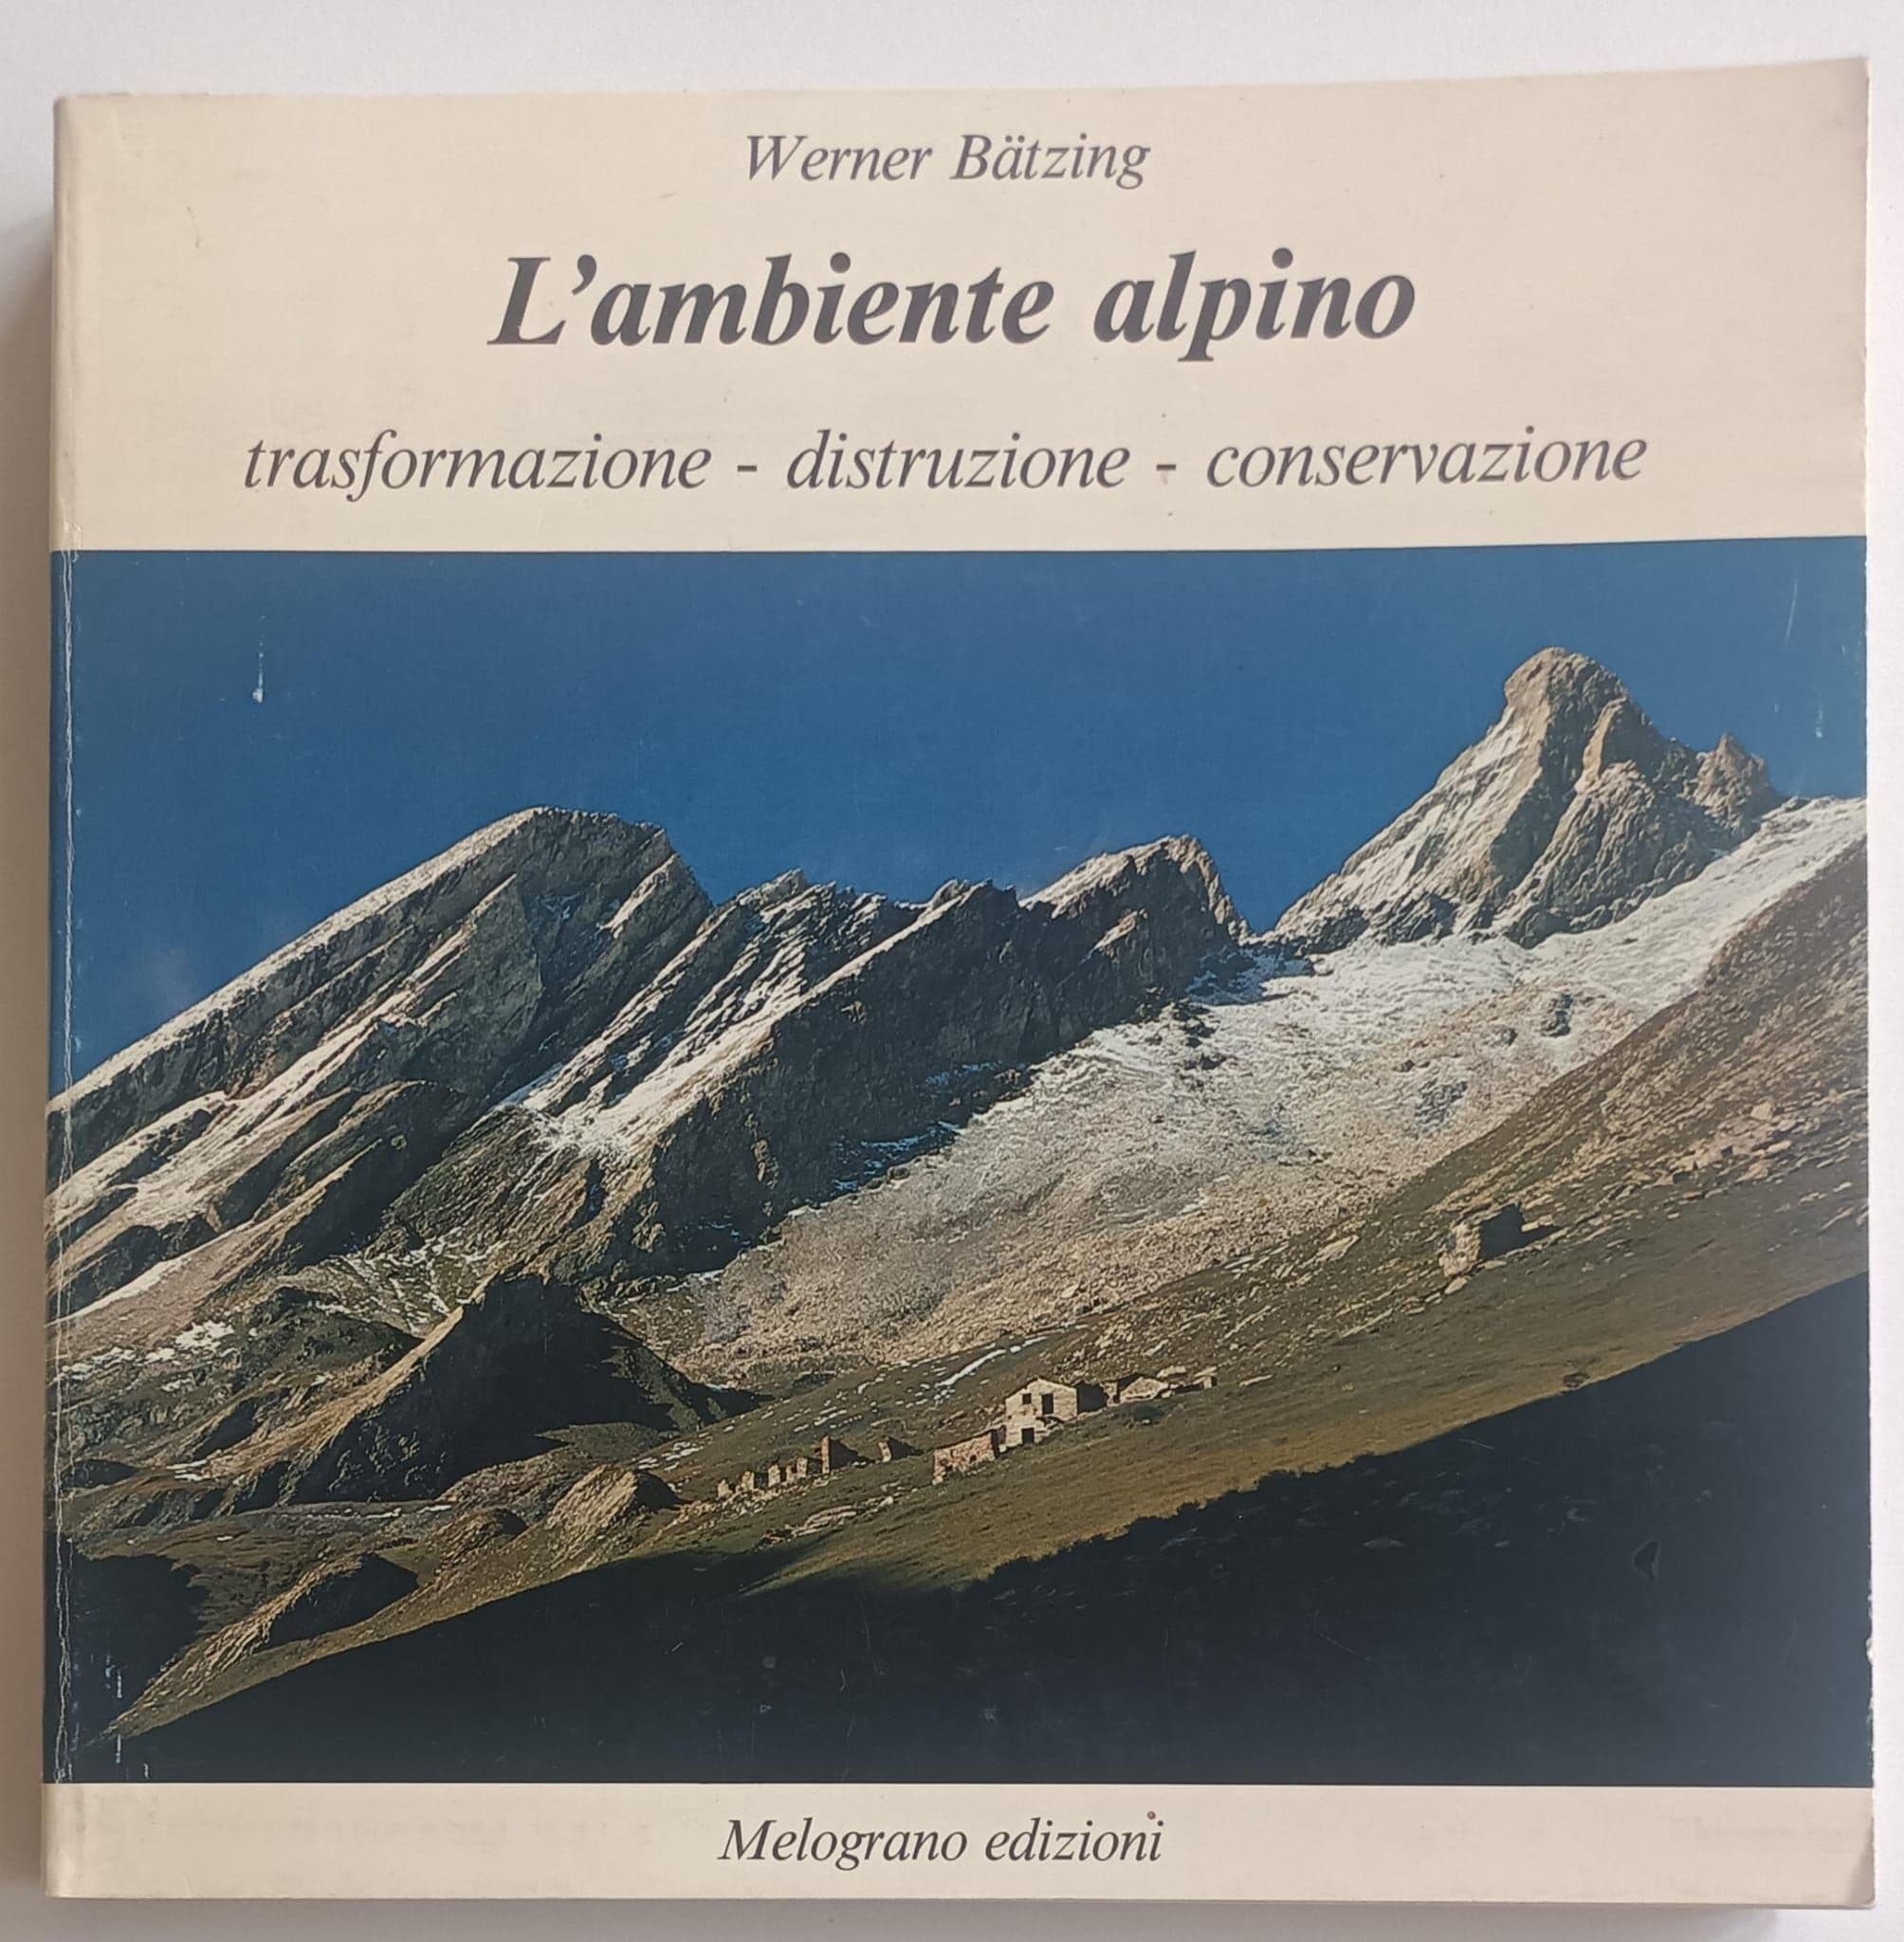 Werner Bätzing
L'ambiente alpino
trasformazione - distruzione - conservazione
Melograno edizioni